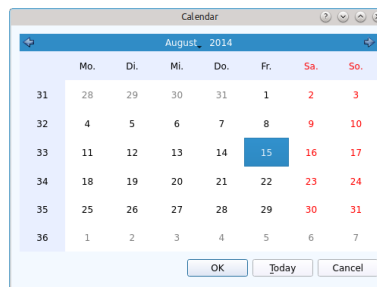 Calendar
August 2014
Mo. Di. Mi. Do. Fr. Sa. So.
31 28 29 30 31 1 2 3
32 4 5 6 7 8 9 10
33 11 12 13 14 15 16 17
34 18 19 20 21 22 23 24
35 25 26 27 28 29 30 31
36 1 2 3 4 5 6 7
OK Today Cancel